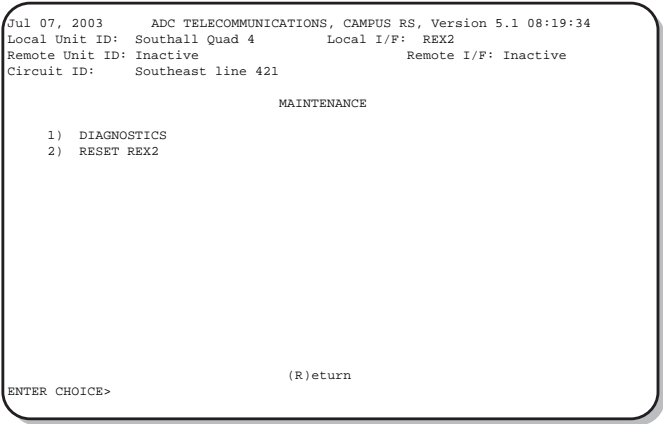 Jul 07, 2003 ADC TELECOMMUNICATIONS, CAMPUS RS, Version 5.1 08:19:34
Local Unit ID: Southall Quad 4 Local I/F: REX2
Remote Unit ID: Inactive Remote I/F: Inactive
Circuit ID: Southeast line 421
MAINTENANCE
1) DIAGNOSTICS
2) RESET REX2
(R)eturn
ENTER CHOICE>